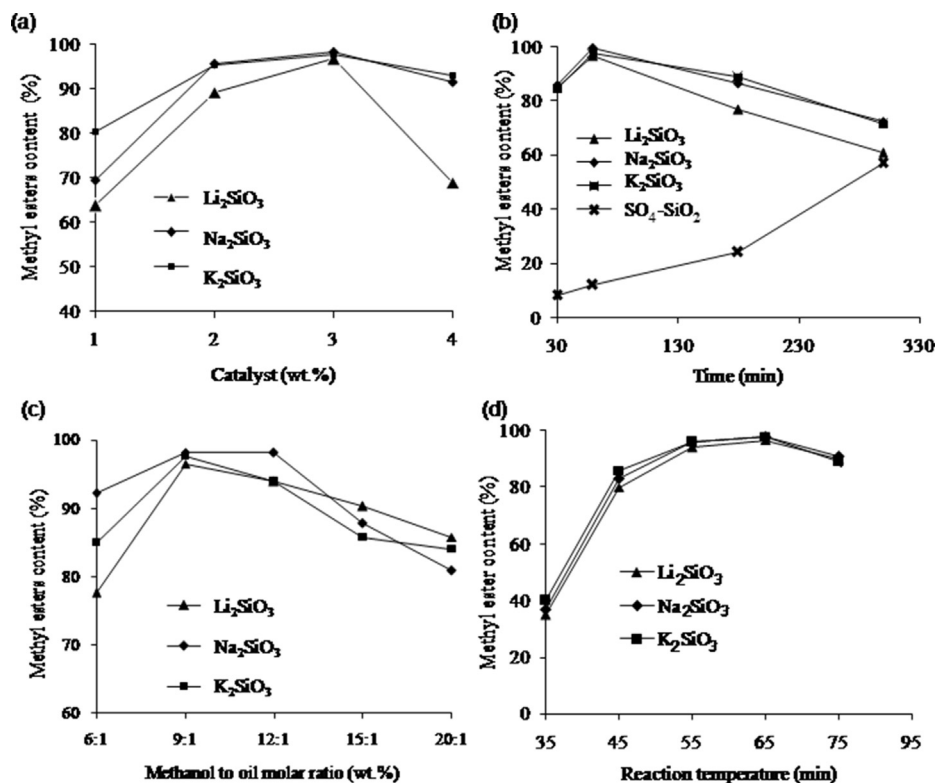 (a)
Methyl esters content (%)
100
90
80
70
60
50
40
1 2 3 4
Catalyst (wt.%)
Li₂SiO₃
Na₂SiO₃
K₂SiO₃
(b)
Methyl esters content (%)
100
80
60
40
20
0
30 130 230 330
Time (min)
Li₂SiO₃
Na₂SiO₃
K₂SiO₃
SO₄-SiO₂
(c)
Methyl esters content (%)
100
90
80
70
60
6:1 9:1 12:1 15:1 20:1
Methanol to oil molar ratio (wt.%)
Li₂SiO₃
Na₂SiO₃
K₂SiO₃
(d)
Methyl ester content (%)
100
80
60
40
20
0
35 45 55 65 75 95
Reaction temperature (min)
Li₂SiO₃
Na₂SiO₃
K₂SiO₃